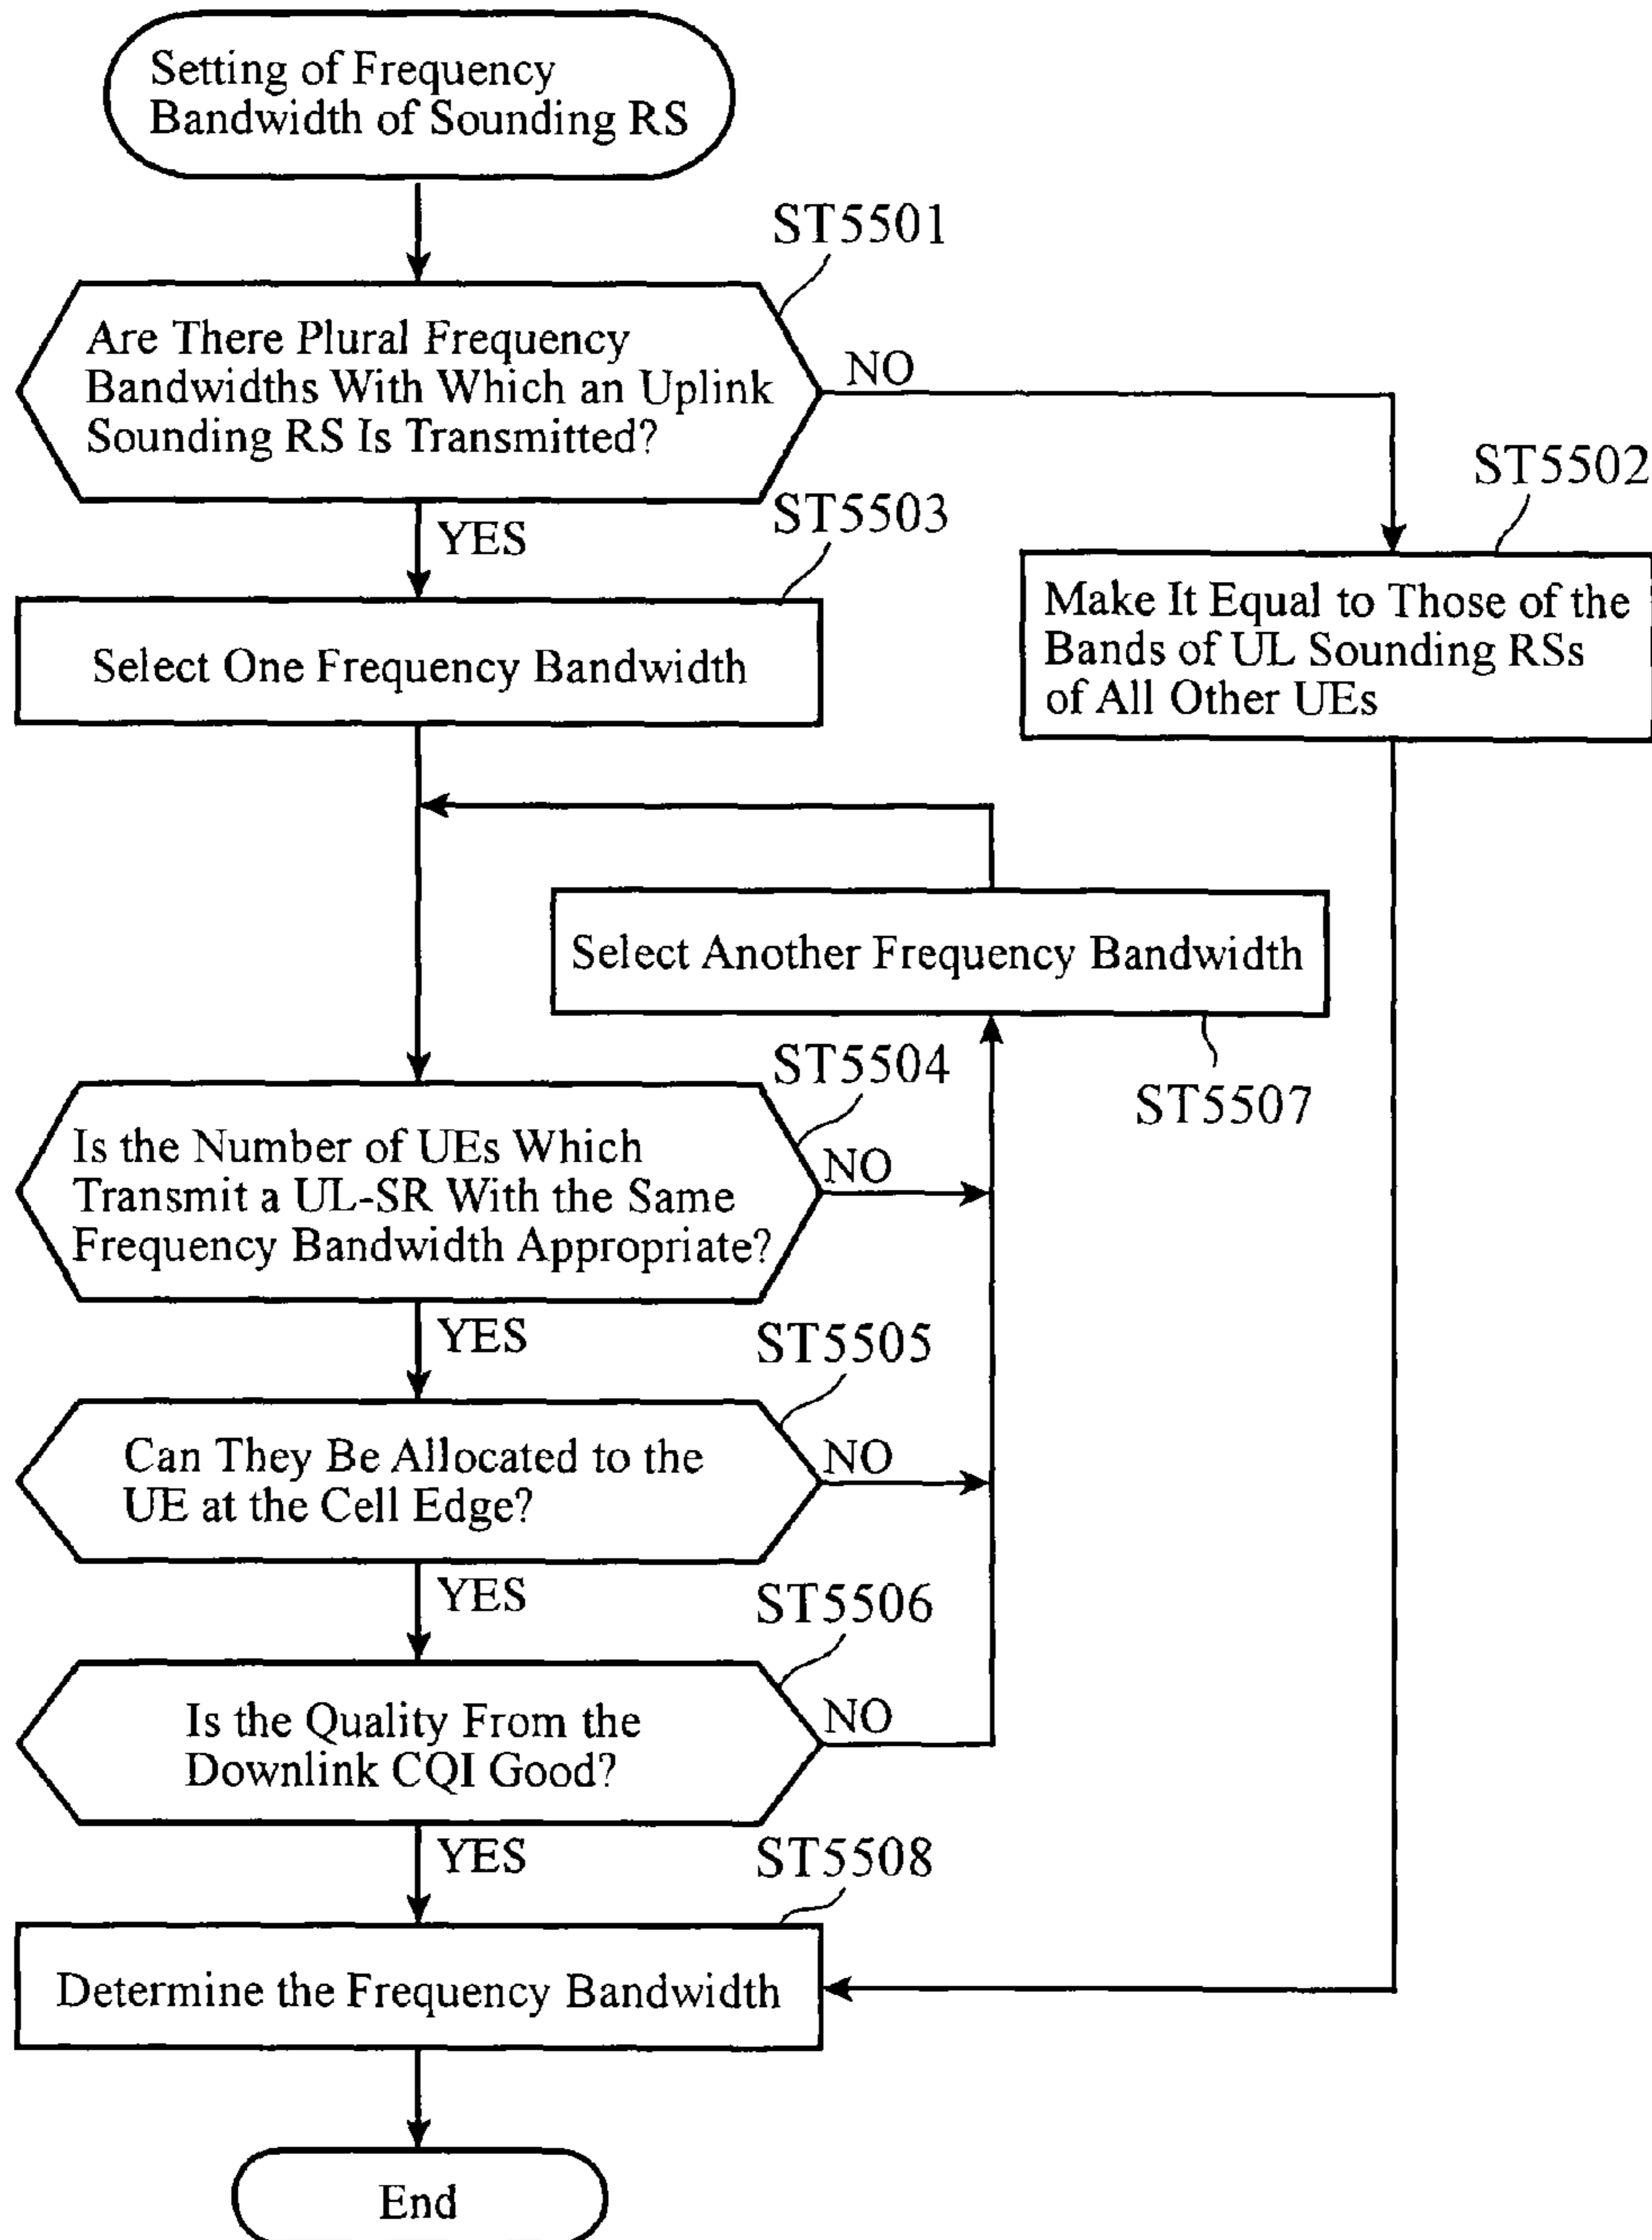 Setting of Frequency
Bandwidth of Sounding RS
ST5501
Are There Plural Frequency
Bandwidths With Which an Uplink
Sounding RS Is Transmitted?
NO
YES
ST5502
Make It Equal to Those of the
Bands of UL Sounding RSs
of All Other UEs
ST5503
Select One Frequency Bandwidth
Select Another Frequency Bandwidth
ST5507
ST5504
Is the Number of UEs Which
Transmit a UL-SR With the Same
Frequency Bandwidth Appropriate?
NO
YES
ST5505
Can They Be Allocated to the
UE at the Cell Edge?
NO
YES
ST5506
Is the Quality From the
Downlink CQI Good?
NO
YES
ST5508
Determine the Frequency Bandwidth
End